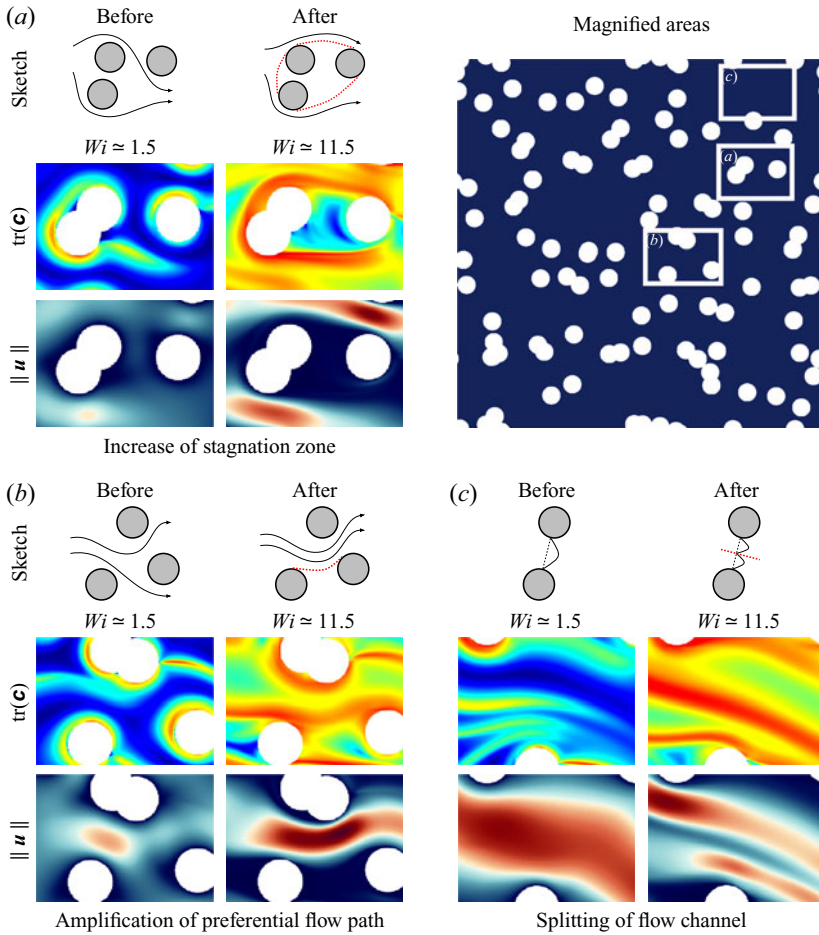 (a)
Before
After
Sketch
Wi ≃ 1.5
Wi ≃ 11.5
tr(c)
‖u‖
Increase of stagnation zone
Magnified areas
c)
(a)
(b)
(b)
Before
After
Sketch
Wi ≃ 1.5
Wi ≃ 11.5
tr(c)
‖u‖
Amplification of preferential flow path
(c)
Before
After
Wi ≃ 1.5
Wi ≃ 11.5
Splitting of flow channel